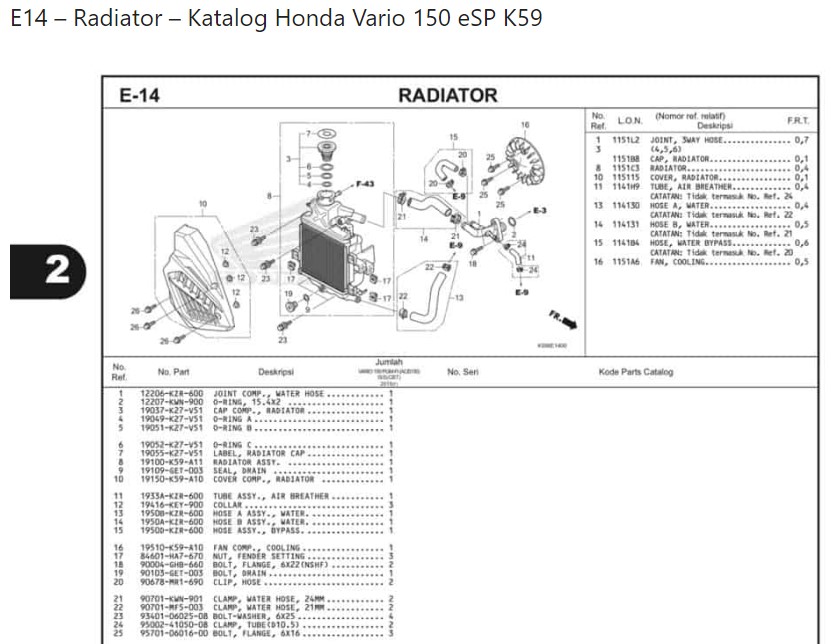 E14 – Radiator – Katalog Honda Vario 150 eSP K59
E-14
RADIATOR
2
No. Ref. L.O.N. (Nomor ref. relatif) Deskripsi F.R.T.
1 1151L2 JOINT, 3WAY HOSE 0,7
3 (4,5,6)
1151B8 CAP, RADIATOR 0,1
8 1151C3 RADIATOR 0,4
10 115115 COVER, RADIATOR 0,1
11 1141H9 TUBE, AIR BREATHER 0,4
CATATAN: Tidak termasuk No. Ref. 24
13 114130 HOSE A, WATER 0,4
CATATAN: Tidak termasuk No. Ref. 22
14 114131 HOSE B, WATER 0,5
CATATAN: Tidak termasuk No. Ref. 21
15 1141B4 HOSE, WATER BYPASS 0,6
CATATAN: Tidak termasuk No. Ref. 20
16 1151A6 FAN, COOLING 0,5
16
15
20
25
7
3
6
5
4
F-43
20
E-9
25
25
8
10
21
1
2
E-3
23
14
21
E-9
24
12
18
11
24
22
12
23
17
17
E-9
12
19
9
17
22
13
26
26
26
23
FR.
No. Ref. No. Part Deskripsi Jumlah No. Seri Kode Parts Catalog
1 12206-KZR-600 JOINT COMP., WATER HOSE 1
2 12207-KWN-900 O-RING, 15.4X2 1
3 19037-K27-V51 CAP COMP., RADIATOR 1
4 19049-K27-V51 O-RING A 1
5 19051-K27-V51 O-RING B 1
6 19052-K27-V51 O-RING C 1
7 19055-K27-V51 LABEL, RADIATOR CAP 1
8 19100-K59-A11 RADIATOR ASSY. 1
9 19109-GET-003 SEAL, DRAIN 1
10 19150-K59-A10 COVER COMP., RADIATOR 1
11 1933A-KZR-600 TUBE ASSY., AIR BREATHER 1
12 19416-KEY-900 COLLAR 3
13 1950B-KZR-600 HOSE A ASSY., WATER. 1
14 1950A-KZR-600 HOSE B ASSY., WATER. 1
15 1950D-KZR-600 HOSE ASSY., BYPASS. 1
16 19510-K59-A10 FAN COMP., COOLING 1
17 84601-HA7-670 NUT, FENDER SETTING 3
18 90004-GHB-660 BOLT, FLANGE, 6X22(NSHF) 2
19 90103-GET-003 BOLT, DRAIN 1
20 90678-MR1-690 CLIP, HOSE 2
21 90701-KWN-901 CLAMP, WATER HOSE, 24MM 2
22 90701-MFS-003 CLAMP, WATER HOSE, 21MM 2
23 93401-06025-08 BOLT-WASHER, 6X25 4
24 95002-41050-08 CLAMP, TUBE(D10.5) 2
25 95701-06016-00 BOLT, FLANGE, 6X16 3